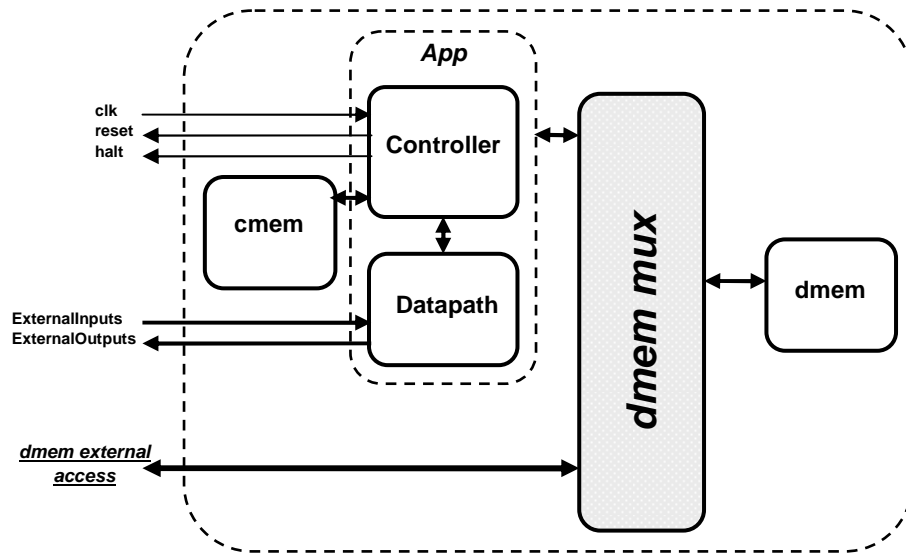 App
clk
reset
halt
Controller
cmem
dmem mux
dmem
Datapath
ExternalInputs
ExternalOutputs
dmem external
access